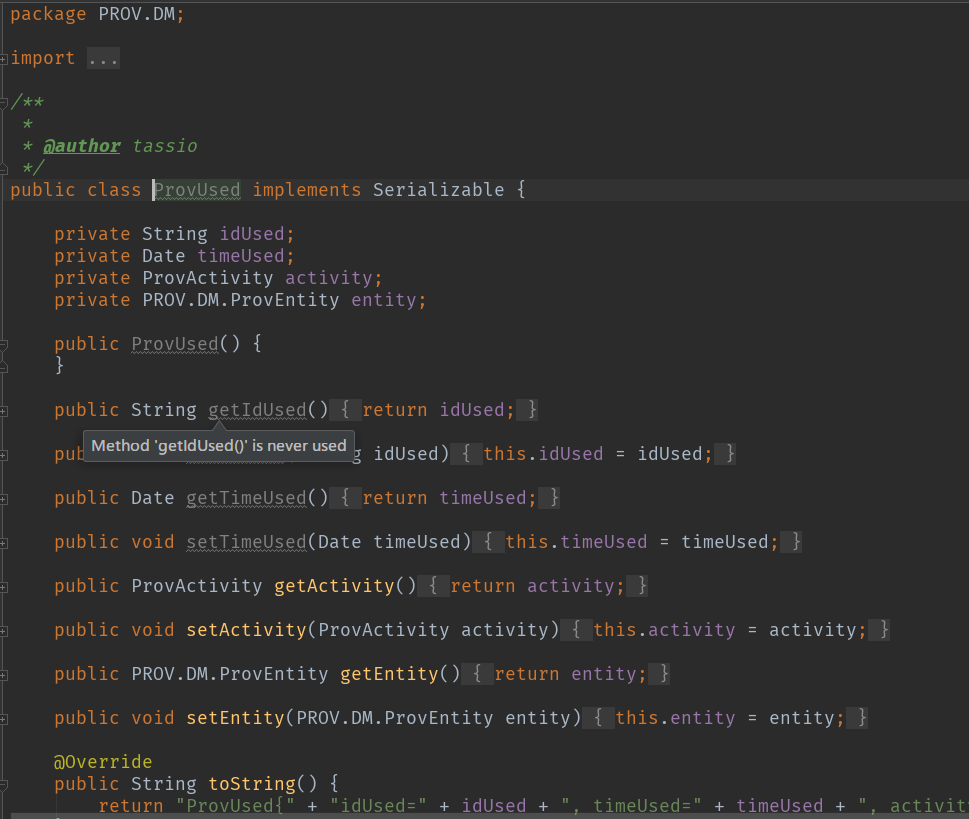 package PROV.DM;
import ...
/**
*
* @author tassio
*/
public class ProvUsed implements Serializable {
private String idUsed;
private Date timeUsed;
private ProvActivity activity;
private PROV.DM.ProvEntity entity;
public ProvUsed() {
}
public String getIdUsed() { return idUsed; }
Method 'getIdUsed()' is never used
idUsed) { this.idUsed = idUsed; }
public Date getTimeUsed() { return timeUsed; }
public void setTimeUsed(Date timeUsed) { this.timeUsed = timeUsed; }
public ProvActivity getActivity() { return activity; }
public void setActivity(ProvActivity activity) { this.activity = activity; }
public PROV.DM.ProvEntity getEntity() { return entity; }
public void setEntity(PROV.DM.ProvEntity entity) { this.entity = entity; }
@Override
public String toString() {
return "ProvUsed{" + "idUsed=" + idUsed + ", timeUsed=" + timeUsed + ", activit